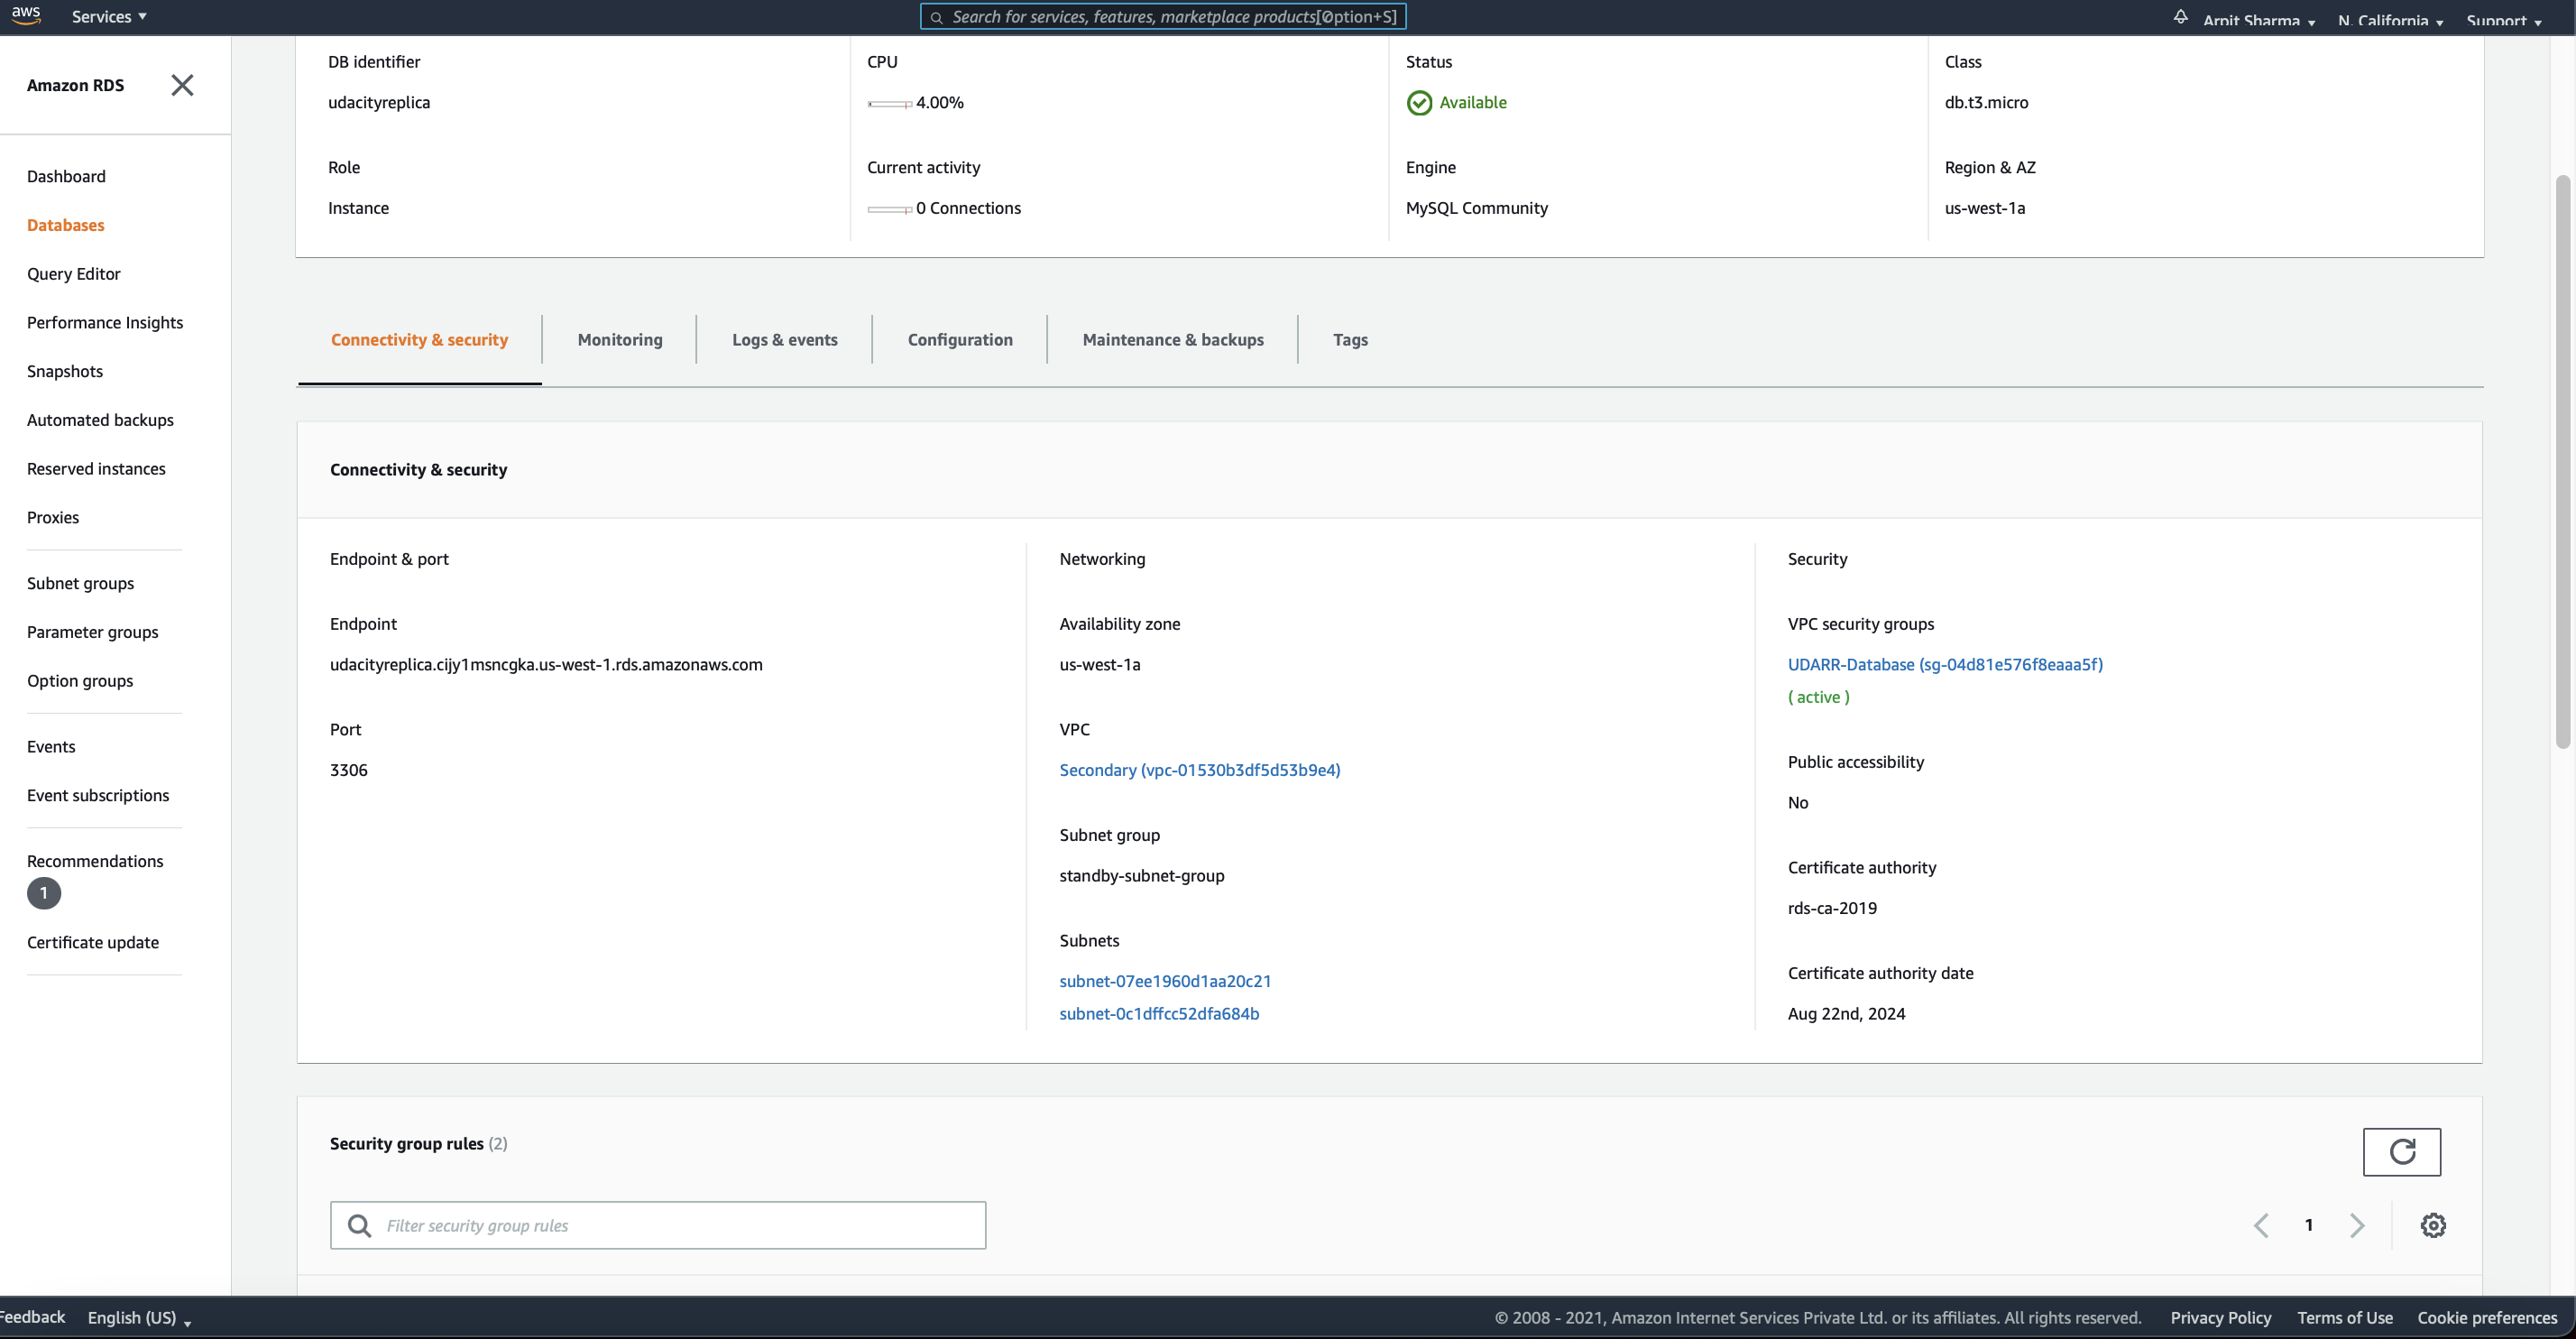 aws Services Search for services, features, marketplace products [Option+S] Arpit Sharma N. California Support
Amazon RDS
Dashboard
Databases
Query Editor
Performance Insights
Snapshots
Automated backups
Reserved instances
Proxies
Subnet groups
Parameter groups
Option groups
Events
Event subscriptions
Recommendations
1
Certificate update
DB identifier
udacityreplica
CPU
4.00%
Status
Available
Class
db.t3.micro
Role
Instance
Current activity
0 Connections
Engine
MySQL Community
Region & AZ
us-west-1a
Connectivity & security Monitoring Logs & events Configuration Maintenance & backups Tags
Connectivity & security
Endpoint & port
Endpoint
udacityreplica.cijy1msncgka.us-west-1.rds.amazonaws.com
Port
3306
Networking
Availability zone
us-west-1a
VPC
Secondary (vpc-01530b3df5d53b9e4)
Subnet group
standby-subnet-group
Subnets
subnet-07ee1960d1aa20c21
subnet-0c1dffcc52dfa684b
Security
VPC security groups
UDARR-Database (sg-04d81e576f8eaaa5f)
( active )
Public accessibility
No
Certificate authority
rds-ca-2019
Certificate authority date
Aug 22nd, 2024
Security group rules (2)
Filter security group rules
1
Feedback English (US) © 2008 - 2021, Amazon Internet Services Private Ltd. or its affiliates. All rights reserved. Privacy Policy Terms of Use Cookie preferences